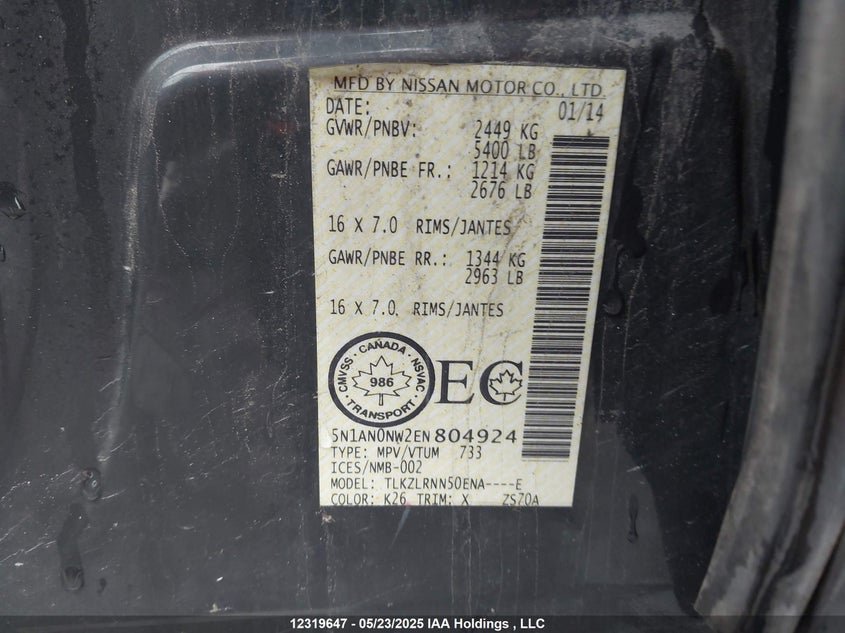 MFD BY NISSAN MOTOR CO., LTD.
DATE: 01/14
GVWR/PNBV: 2449 KG
5400 LB
GAWR/PNBE FR.: 1214 KG
2676 LB
16 X 7.0 RIMS/JANTES
GAWR/PNBE RR.: 1344 KG
2963 LB
16 X 7.0 RIMS/JANTES
CMVSS · CANADA · NSVAC · TRANSPORT ·
986
EC
5N1AN0NW2EN804924
TYPE: MPV/VTUM 733
ICES/NMB-002
MODEL: TLKZLRNN50ENA----E
COLOR: K26 TRIM: X ZSZ0A
12319647 - 05/23/2025 IAA Holdings , LLC